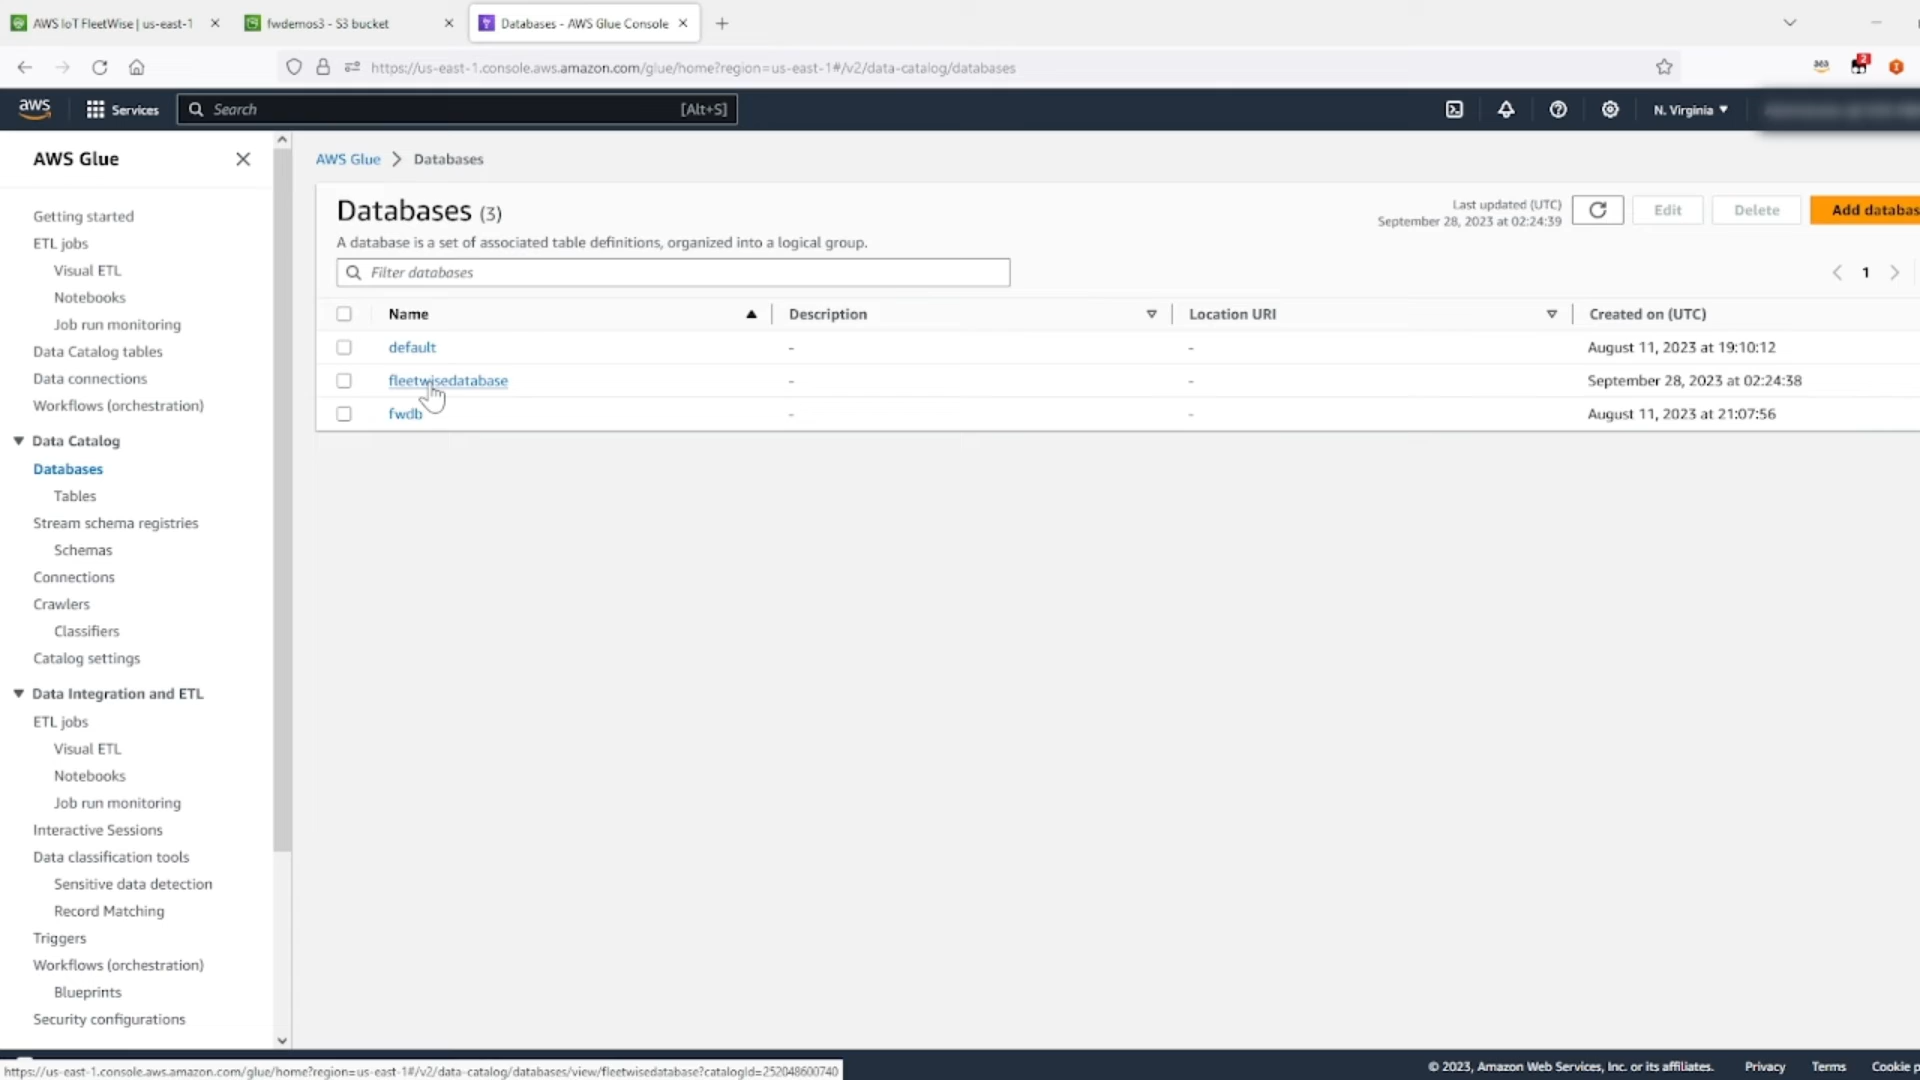 AWS IoT FleetWise | us-east-1
fwdemos3 - S3 bucket
Databases - AWS Glue Console
https://us-east-1.console.aws.amazon.com/glue/home?region=us-east-1#/v2/data-catalog/databases
2
aws
Services
Search
[Alt+S]
N. Virginia
AWS Glue
Getting started
ETL jobs
Visual ETL
Notebooks
Job run monitoring
Data Catalog tables
Data connections
Workflows (orchestration)
Data Catalog
Databases
Tables
Stream schema registries
Schemas
Connections
Crawlers
Classifiers
Catalog settings
Data Integration and ETL
ETL jobs
Visual ETL
Notebooks
Job run monitoring
Interactive Sessions
Data classification tools
Sensitive data detection
Record Matching
Triggers
Workflows (orchestration)
Blueprints
Security configurations
AWS Glue > Databases
Databases (3)
A database is a set of associated table definitions, organized into a logical group.
Last updated (UTC)
September 28, 2023 at 02:24:39
Edit
Delete
Add databas
Filter databases
1
Name Description Location URI Created on (UTC)
default - - August 11, 2023 at 19:10:12
fleetwisedatabase - - September 28, 2023 at 02:24:38
fwdb - - August 11, 2023 at 21:07:56
https://us-east-1.console.aws.amazon.com/glue/home?region=us-east-1#/v2/data-catalog/databases/view/fleetwisedatabase?catalogId=252048600740
© 2023, Amazon Web Services, Inc. or its affiliates.
Privacy
Terms
Cookie p